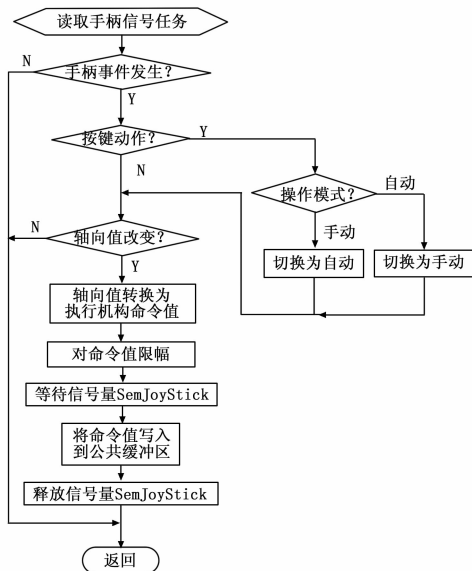 读取手柄信号任务
N
手柄事件发生?
Y
按键动作?
Y
N
操作模式?
自动
手动
N
轴向值改变?
切换为自动
切换为手动
Y
轴向值转换为
执行机构命令值
对命令值限幅
等待信号量SemJoyStick
将命令值写入
到公共缓冲区
释放信号量SemJoyStick
返回